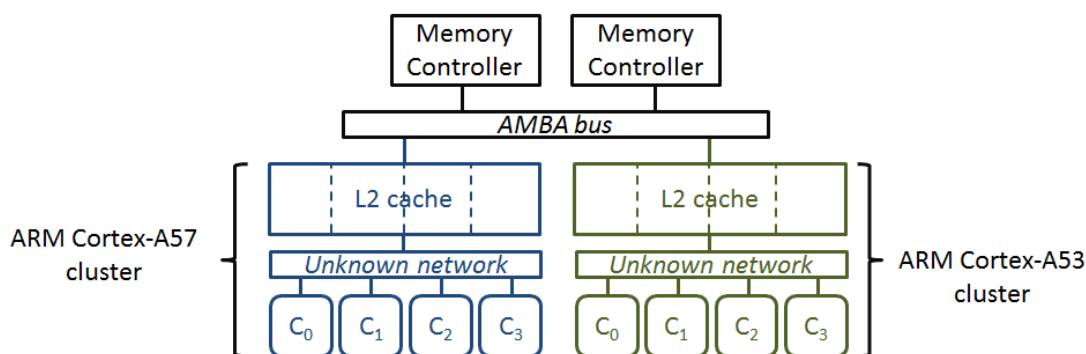 Memory
Controller
Memory
Controller
AMBA bus
ARM Cortex-A57
cluster
L2 cache
Unknown network
C0 C1 C2 C3
L2 cache
Unknown network
C0 C1 C2 C3
ARM Cortex-A53
cluster